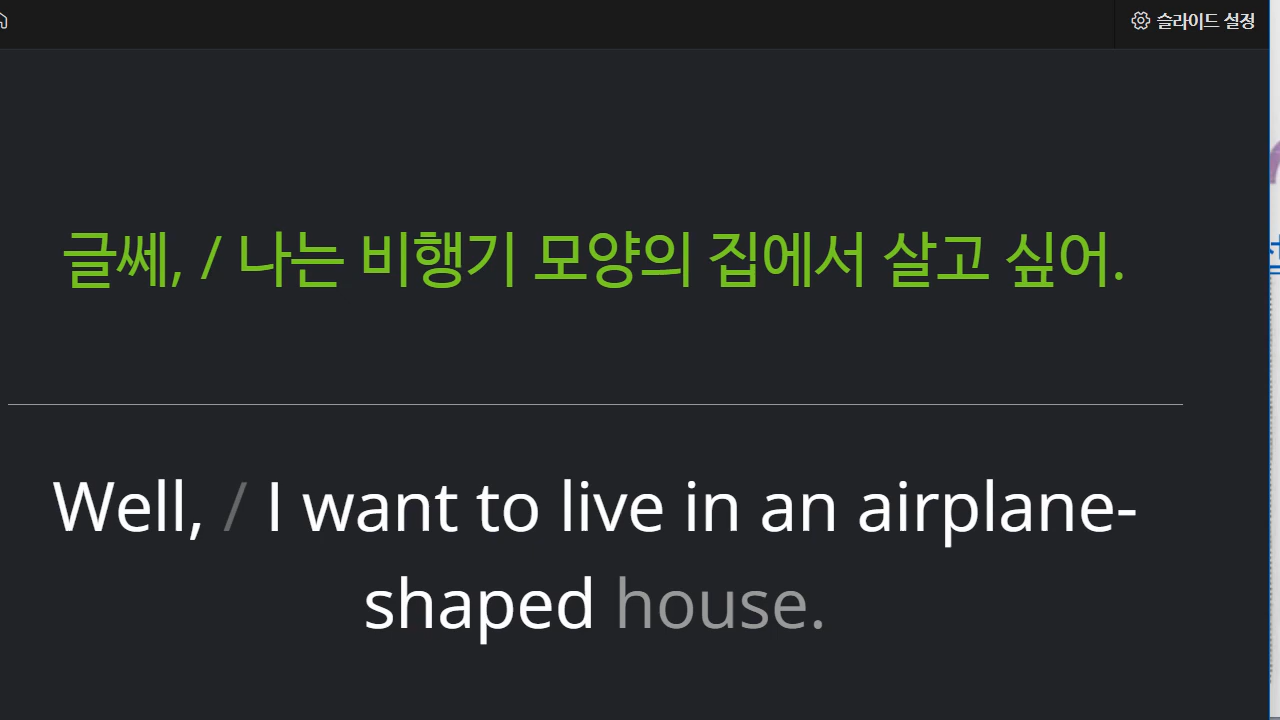 슬라이드 설정
글쎄, / 나는 비행기 모양의 집에서 살고 싶어.
Well, / I want to live in an airplane-
shaped house.